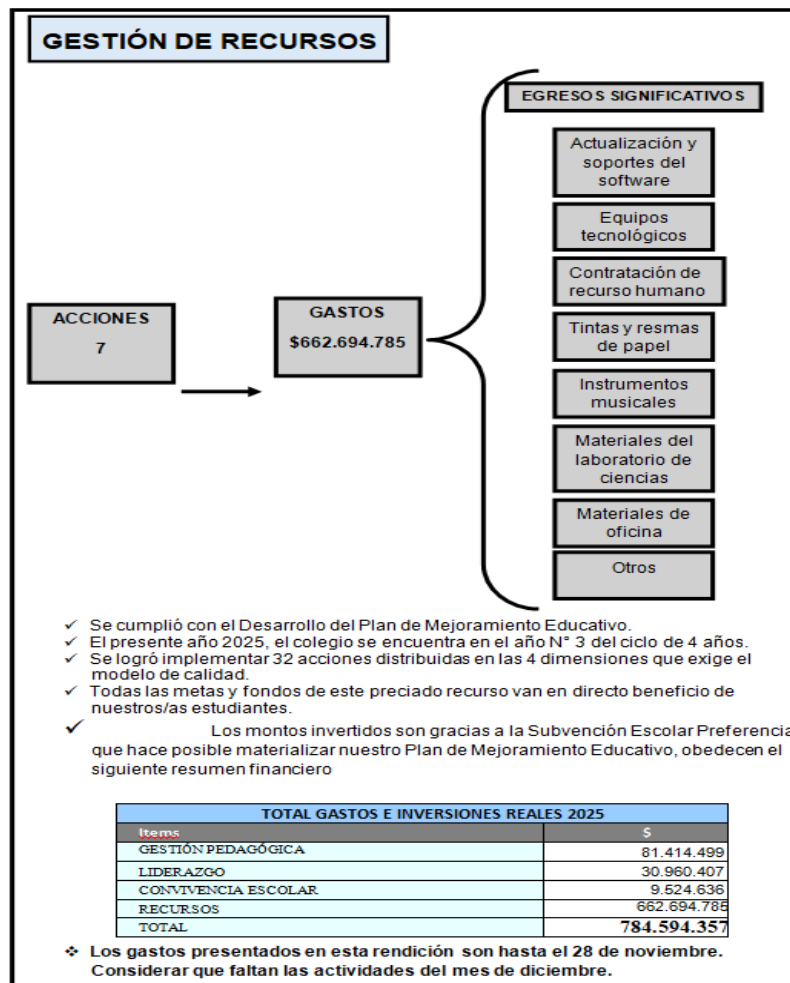 GESTIÓN DE RECURSOS
EGRESOS SIGNIFICATIVOS
Actualización y
soportes del
software
Equipos
tecnológicos
Contratación de
recurso humano
ACCIONES
7
GASTOS
$662.694.785
Tintas y resmas
de papel
Instrumentos
musicales
Materiales del
laboratorio de
ciencias
Materiales de
oficina
Otros
✓ Se cumplió con el Desarrollo del Plan de Mejoramiento Educativo.
✓ El presente año 2025, el colegio se encuentra en el año N° 3 del ciclo de 4 años.
✓ Se logró implementar 32 acciones distribuidas en las 4 dimensiones que exige el
modelo de calidad.
✓ Todas las metas y fondos de este preciado recurso van en directo beneficio de
nuestros/as estudiantes.
✓ Los montos invertidos son gracias a la Subvención Escolar Preferencia
que hace posible materializar nuestro Plan de Mejoramiento Educativo, obedecen el
siguiente resumen financiero
TOTAL GASTOS E INVERSIONES REALES 2025
Items $
GESTIÓN PEDAGÓGICA 81.414.499
LIDERAZGO 30.960.407
CONVIVENCIA ESCOLAR 9.524.636
RECURSOS 662.694.785
TOTAL 784.594.357
❖ Los gastos presentados en esta rendición son hasta el 28 de noviembre.
Considerar que faltan las actividades del mes de diciembre.